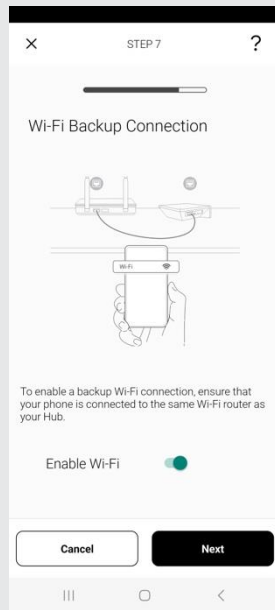 STEP 7
?
Wi-Fi Backup Connection
Wi-Fi
To enable a backup Wi-Fi connection, ensure that
your phone is connected to the same Wi-Fi router as
your Hub.
Enable Wi-Fi
Cancel
Next